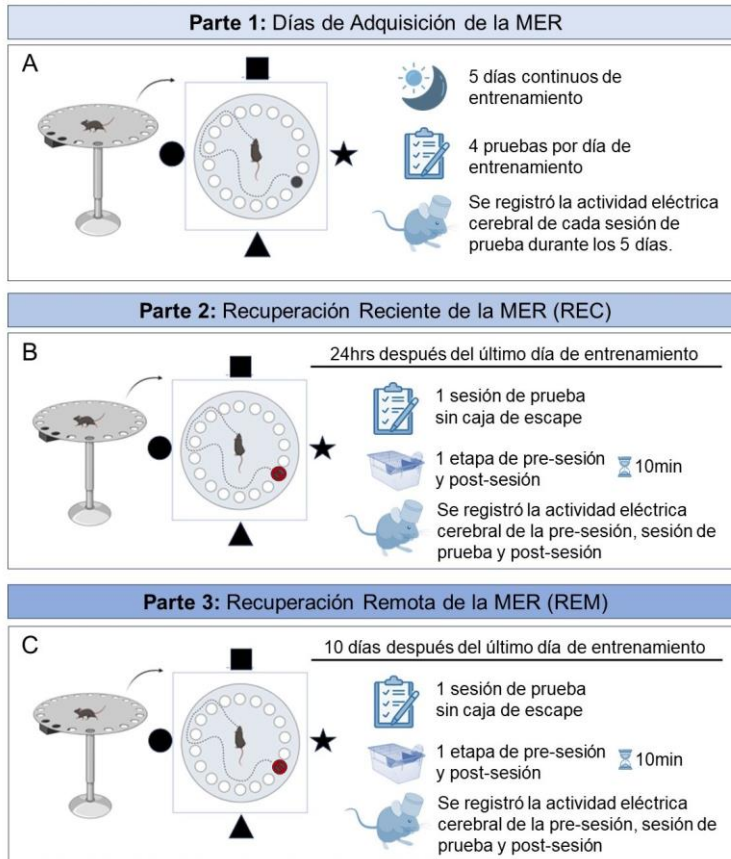 Parte 1: Días de Adquisición de la MER
A
5 días continuos de
entrenamiento
4 pruebas por día de
entrenamiento
Se registró la actividad eléctrica
cerebral de cada sesión de
prueba durante los 5 días.
Parte 2: Recuperación Reciente de la MER (REC)
B
24hrs después del último día de entrenamiento
1 sesión de prueba
sin caja de escape
1 etapa de pre-sesión
y post-sesión
10min
Se registró la actividad eléctrica
cerebral de la pre-sesión, sesión de
prueba y post-sesión
Parte 3: Recuperación Remota de la MER (REM)
C
10 días después del último día de entrenamiento
1 sesión de prueba
sin caja de escape
1 etapa de pre-sesión
y post-sesión
10min
Se registró la actividad eléctrica
cerebral de la pre-sesión, sesión de
prueba y post-sesión